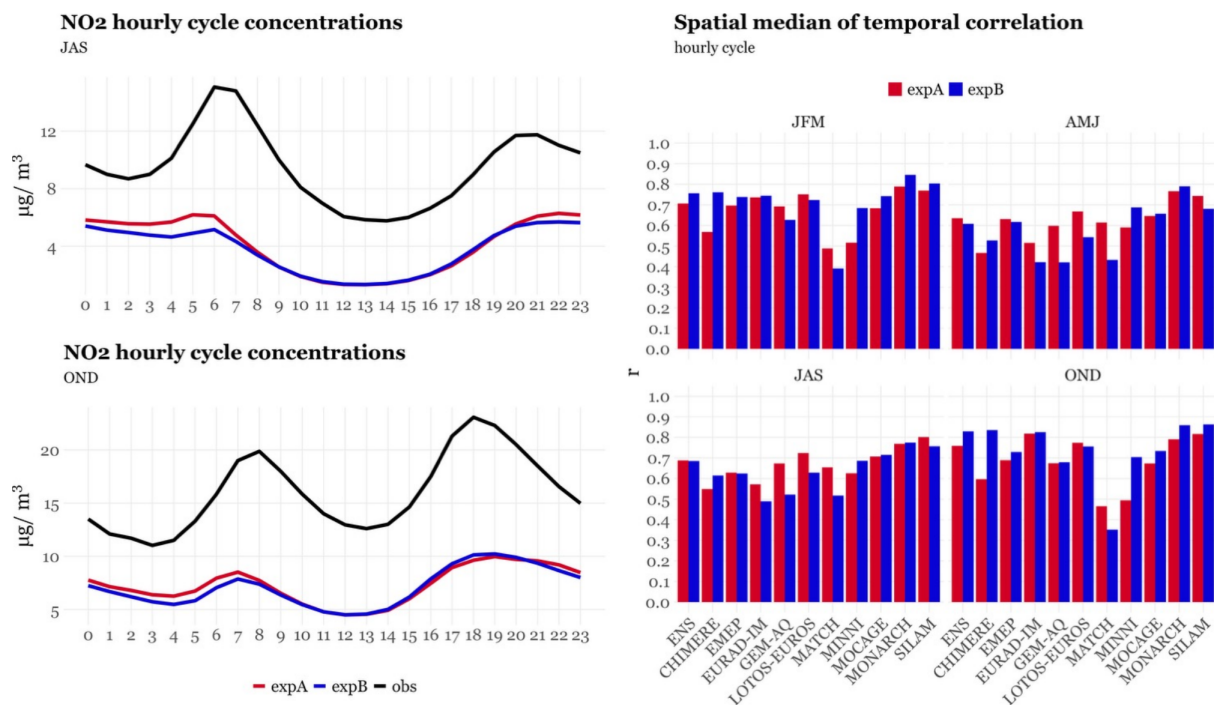 NO2 hourly cycle concentrations
JAS
12
8
4
µg/ m³
0 1 2 3 4 5 6 7 8 9 10 11 12 13 14 15 16 17 18 19 20 21 22 23
NO2 hourly cycle concentrations
OND
20
15
10
5
µg/ m³
0 1 2 3 4 5 6 7 8 9 10 11 12 13 14 15 16 17 18 19 20 21 22 23
expA expB obs
Spatial median of temporal correlation
hourly cycle
expA expB
JFM AMJ
1.0
0.9
0.8
0.7
0.6
0.5
0.4
0.3
0.2
0.1
0.0
r
JAS OND
1.0
0.9
0.8
0.7
0.6
0.5
0.4
0.3
0.2
0.1
0.0
ENS
CHIMERE
EMEP
EURAD-IM
GEM-AQ
LOTOS-EUROS
MATCH
MINNI
MOCAGE
MONARCH
SILAM
ENS
CHIMERE
EMEP
EURAD-IM
GEM-AQ
LOTOS-EUROS
MATCH
MINNI
MOCAGE
MONARCH
SILAM